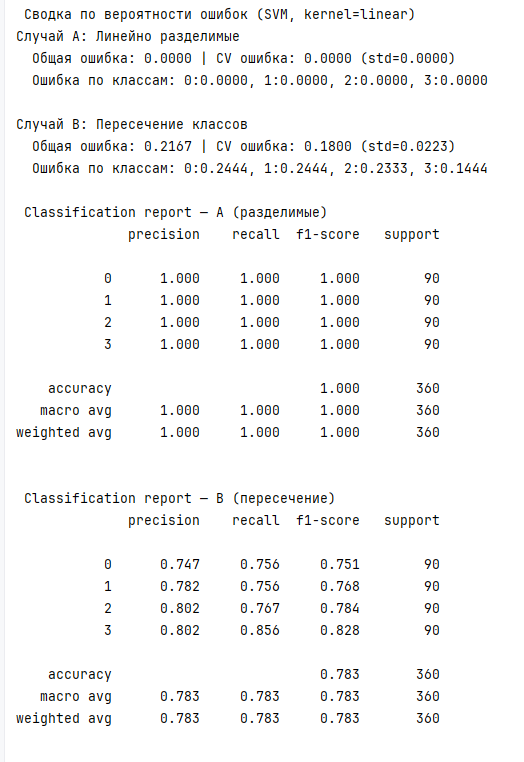 Сводка по вероятности ошибок (SVM, kernel=linear)
Случай A: Линейно разделимые
Общая ошибка: 0.0000 | CV ошибка: 0.0000 (std=0.0000)
Ошибка по классам: 0:0.0000, 1:0.0000, 2:0.0000, 3:0.0000
Случай B: Пересечение классов
Общая ошибка: 0.2167 | CV ошибка: 0.1800 (std=0.0223)
Ошибка по классам: 0:0.2444, 1:0.2444, 2:0.2333, 3:0.1444
Classification report — A (разделимые)
precision recall f1-score support
0 1.000 1.000 1.000 90
1 1.000 1.000 1.000 90
2 1.000 1.000 1.000 90
3 1.000 1.000 1.000 90
accuracy 1.000 360
macro avg 1.000 1.000 1.000 360
weighted avg 1.000 1.000 1.000 360
Classification report — B (пересечение)
precision recall f1-score support
0 0.747 0.756 0.751 90
1 0.782 0.756 0.768 90
2 0.802 0.767 0.784 90
3 0.802 0.856 0.828 90
accuracy 0.783 360
macro avg 0.783 0.783 0.783 360
weighted avg 0.783 0.783 0.783 360